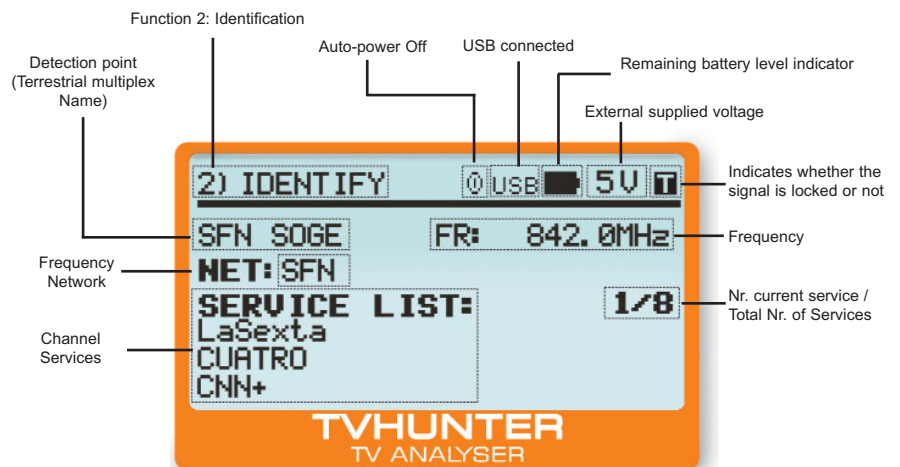 Function 2: Identification
Auto-power Off
USB connected
Detection point
(Terrestrial multiplex
Name)
Remaining battery level indicator
External supplied voltage
2) IDENTIFY
USB
5V
T
Indicates whether the
signal is locked or not
SFN SOGE
FR: 842.0MHz
Frequency
Frequency
Network
NET: SFN
SERVICE LIST:
1/8
Nr. current service /
Total Nr. of Services
Channel
Services
LaSexta
CUATRO
CNN+
TVHUNTER
TV ANALYSER